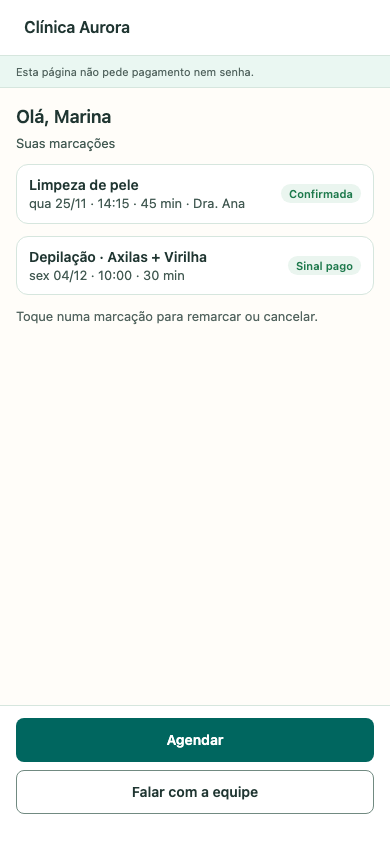 Clínica Aurora
Esta página não pede pagamento nem senha.
Olá, Marina
Suas marcações
Limpeza de pele
qua 25/11 · 14:15 · 45 min · Dra. Ana
Confirmada
Depilação · Axilas + Virilha
sex 04/12 · 10:00 · 30 min
Sinal pago
Toque numa marcação para remarcar ou cancelar.
Agendar
Falar com a equipe